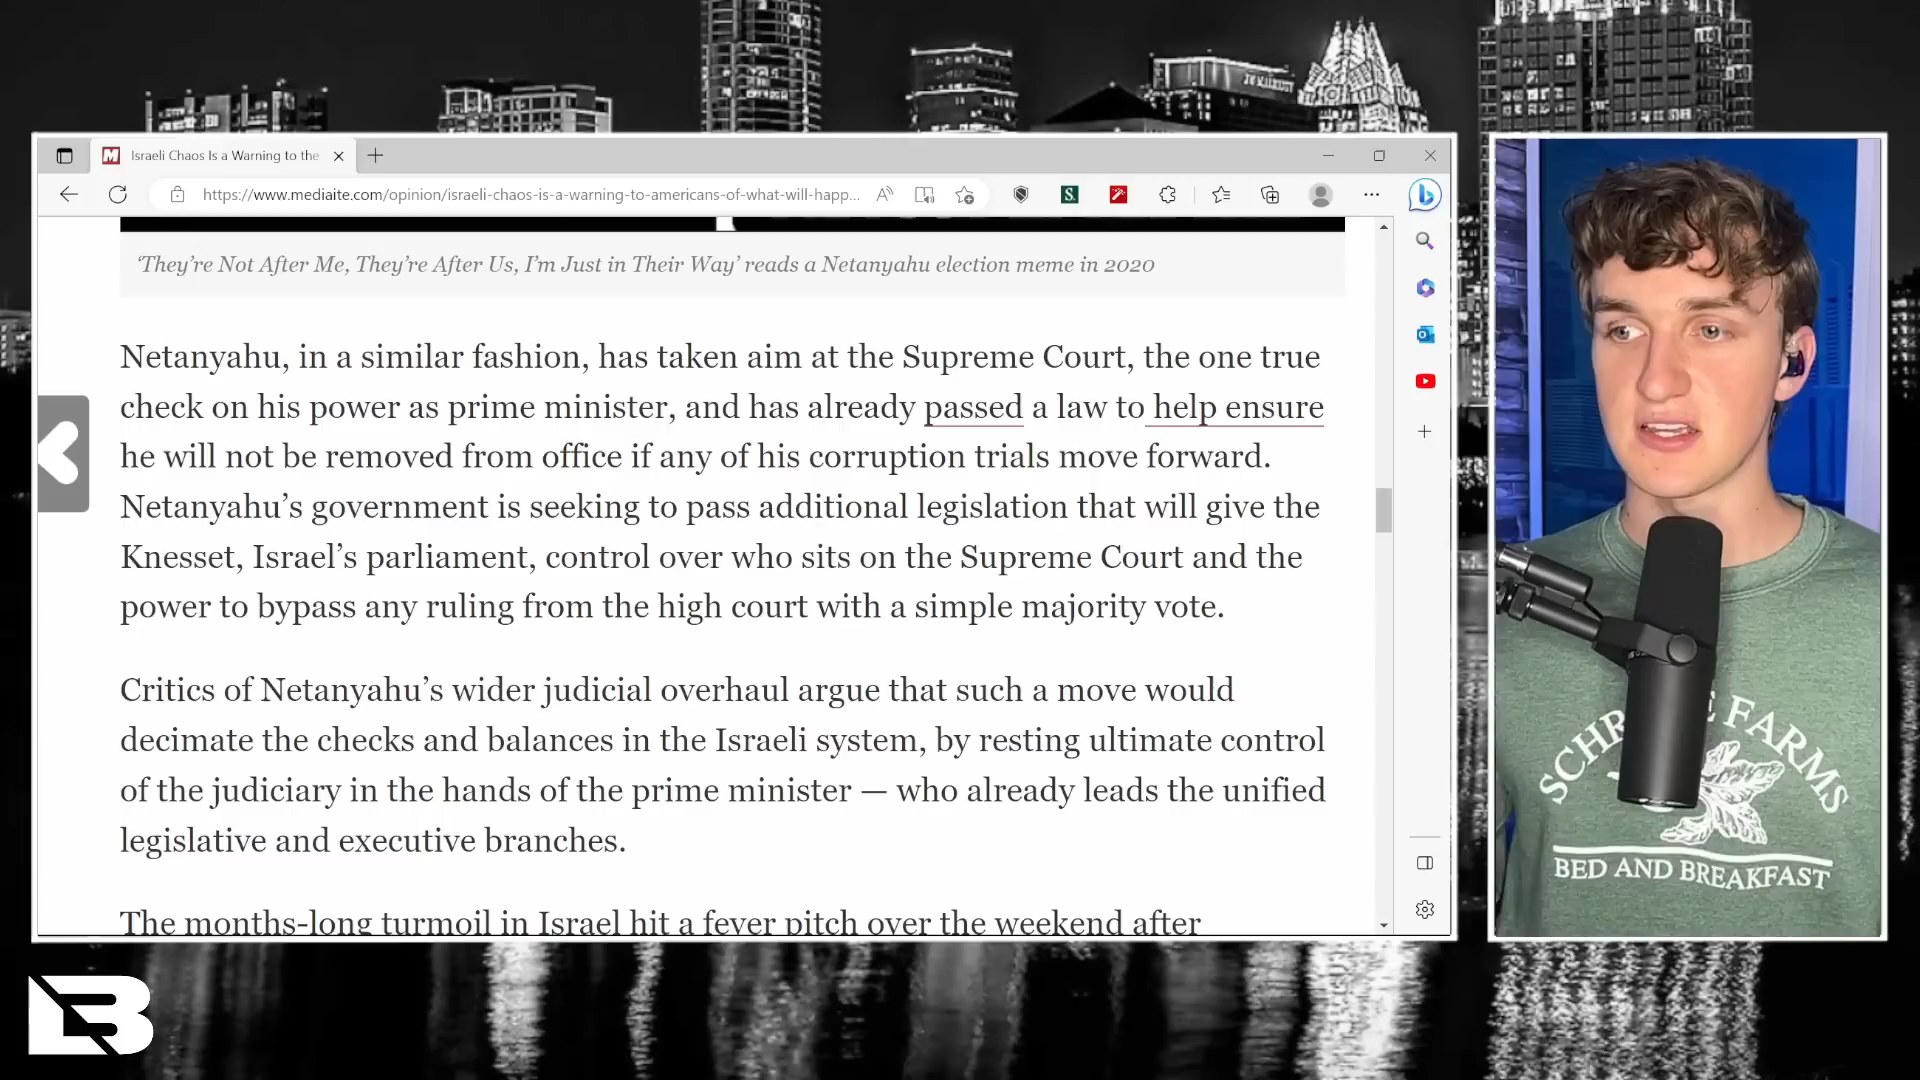 Israeli Chaos Is a Warning to the
https://www.mediaite.com/opinion/israeli-chaos-is-a-warning-to-americans-of-what-will-happ...
'They're Not After Me, They're After Us, I'm Just in Their Way' reads a Netanyahu election meme in 2020
Netanyahu, in a similar fashion, has taken aim at the Supreme Court, the one true
check on his power as prime minister, and has already passed a law to help ensure
he will not be removed from office if any of his corruption trials move forward.
Netanyahu's government is seeking to pass additional legislation that will give the
Knesset, Israel's parliament, control over who sits on the Supreme Court and the
power to bypass any ruling from the high court with a simple majority vote.
Critics of Netanyahu's wider judicial overhaul argue that such a move would
decimate the checks and balances in the Israeli system, by resting ultimate control
of the judiciary in the hands of the prime minister — who already leads the unified
legislative and executive branches.
The months-long turmoil in Israel hit a fever pitch over the weekend after
FARMS
BED AND BREAKFAST
B